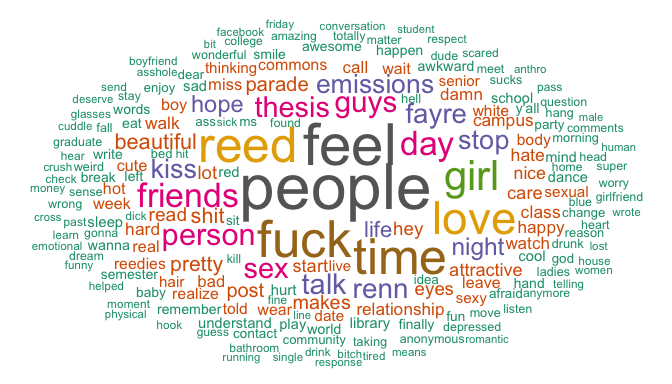 friday conversation student
facebook amazing totally matter respect
bit college awesome happen dude scared
boyfriend wonderful smile awkward meet anthro
asshole dear thinking commons call wait senior sucks pass
send enjoy sad miss parade emissions damn school question
deserve stay boy hope thesis guys hell fayre white y'all hang male
glasses words eat walk asssick ms found campus party comments
cuddle fall beautiful reed feel day stop body morning
graduate write bed hit hate mind head human
hear cute kiss lot red girl nice dance home super
crush weird check break left people care sexual worry
money sense hot friends love blue girlfriend
wrong week read shit sit class change wrote
cross past sleep dick person fuck time life hey happy reason heart
learn gonna hard night watch drunk lost
emotional wanna real kill cool god
dream reedies pretty sex start live idea attractive house
funny semester hair bad talk renn eyes leave hand ladies women
helped baby realize post hurt fine makes sexy afraid anymore telling
moment remember told wear line date relationship fun move listen
physical hook understand play world library finally depressed
guess contact community taking anonymous romantic
bathroom drink bitch tired means
running single response